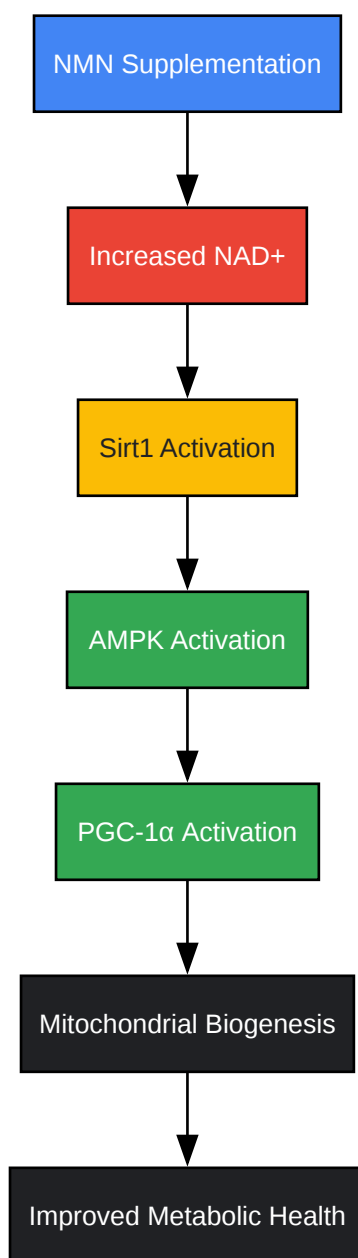 NMN Supplementation
Increased NAD+
Sirt1 Activation
AMPK Activation
PGC-1α Activation
Mitochondrial Biogenesis
Improved Metabolic Health